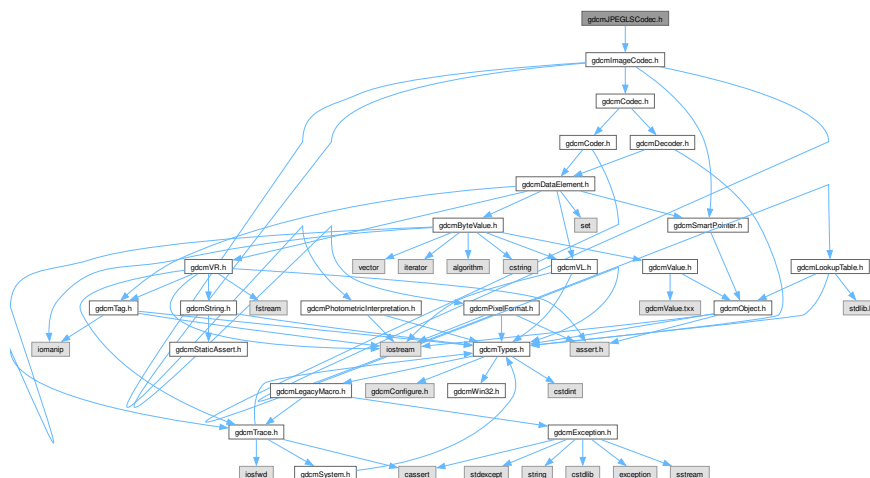 gdcmJPEGLSCodec.h
gdcmImageCodec.h
gdcmCodec.h
gdcmCoder.h
gdcmDecoder.h
gdcmDataElement.h
gdcmByteValue.h
set
gdcmSmartPointer.h
gdcmVR.h
vector
iterator
algorithm
cstring
gdcmVL.h
gdcmValue.h
gdcmLookupTable.h
gdcmTag.h
gdcmString.h
fstream
gdcmPhotometricInterpretation.h
gdcmPixelFormat.h
gdcmValue.txx
gdcmObject.h
stdlib.h
iomanip
gdcmStaticAssert.h
iostream
gdcmTypes.h
assert.h
gdcmLegacyMacro.h
gdcmConfigure.h
gdcmWin32.h
cstdint
gdcmTrace.h
gdcmException.h
iosfwd
gdcmSystem.h
cassert
stdexcept
string
cstdlib
exception
sstream